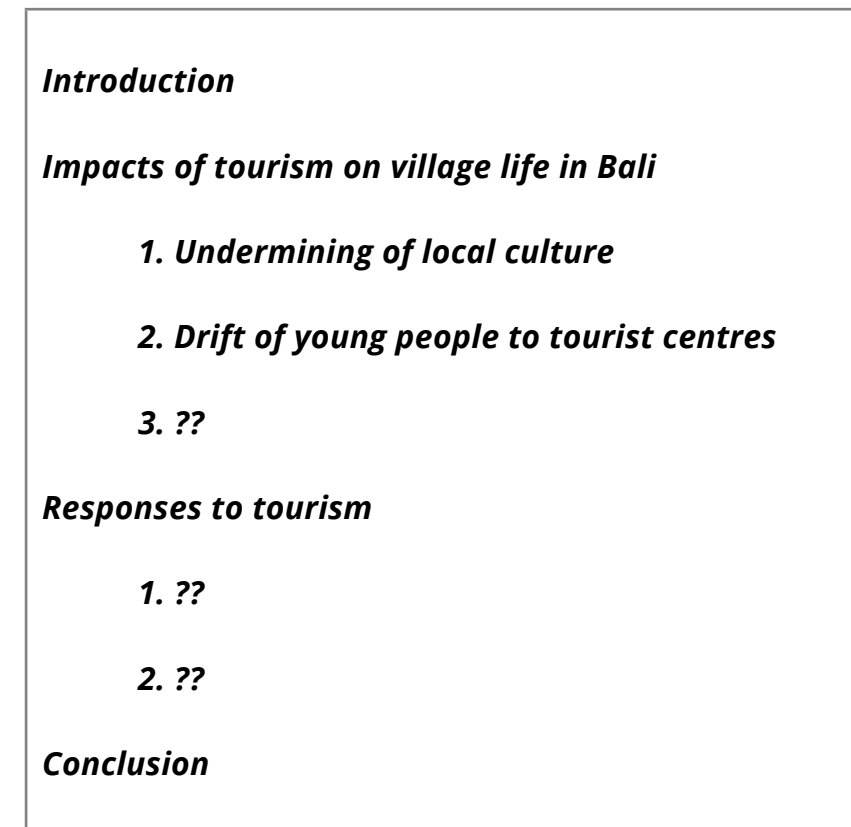 Introduction
Impacts of tourism on village life in Bali
1. Undermining of local culture
2. Drift of young people to tourist centres
3. ??
Responses to tourism
1. ??
2. ??
Conclusion